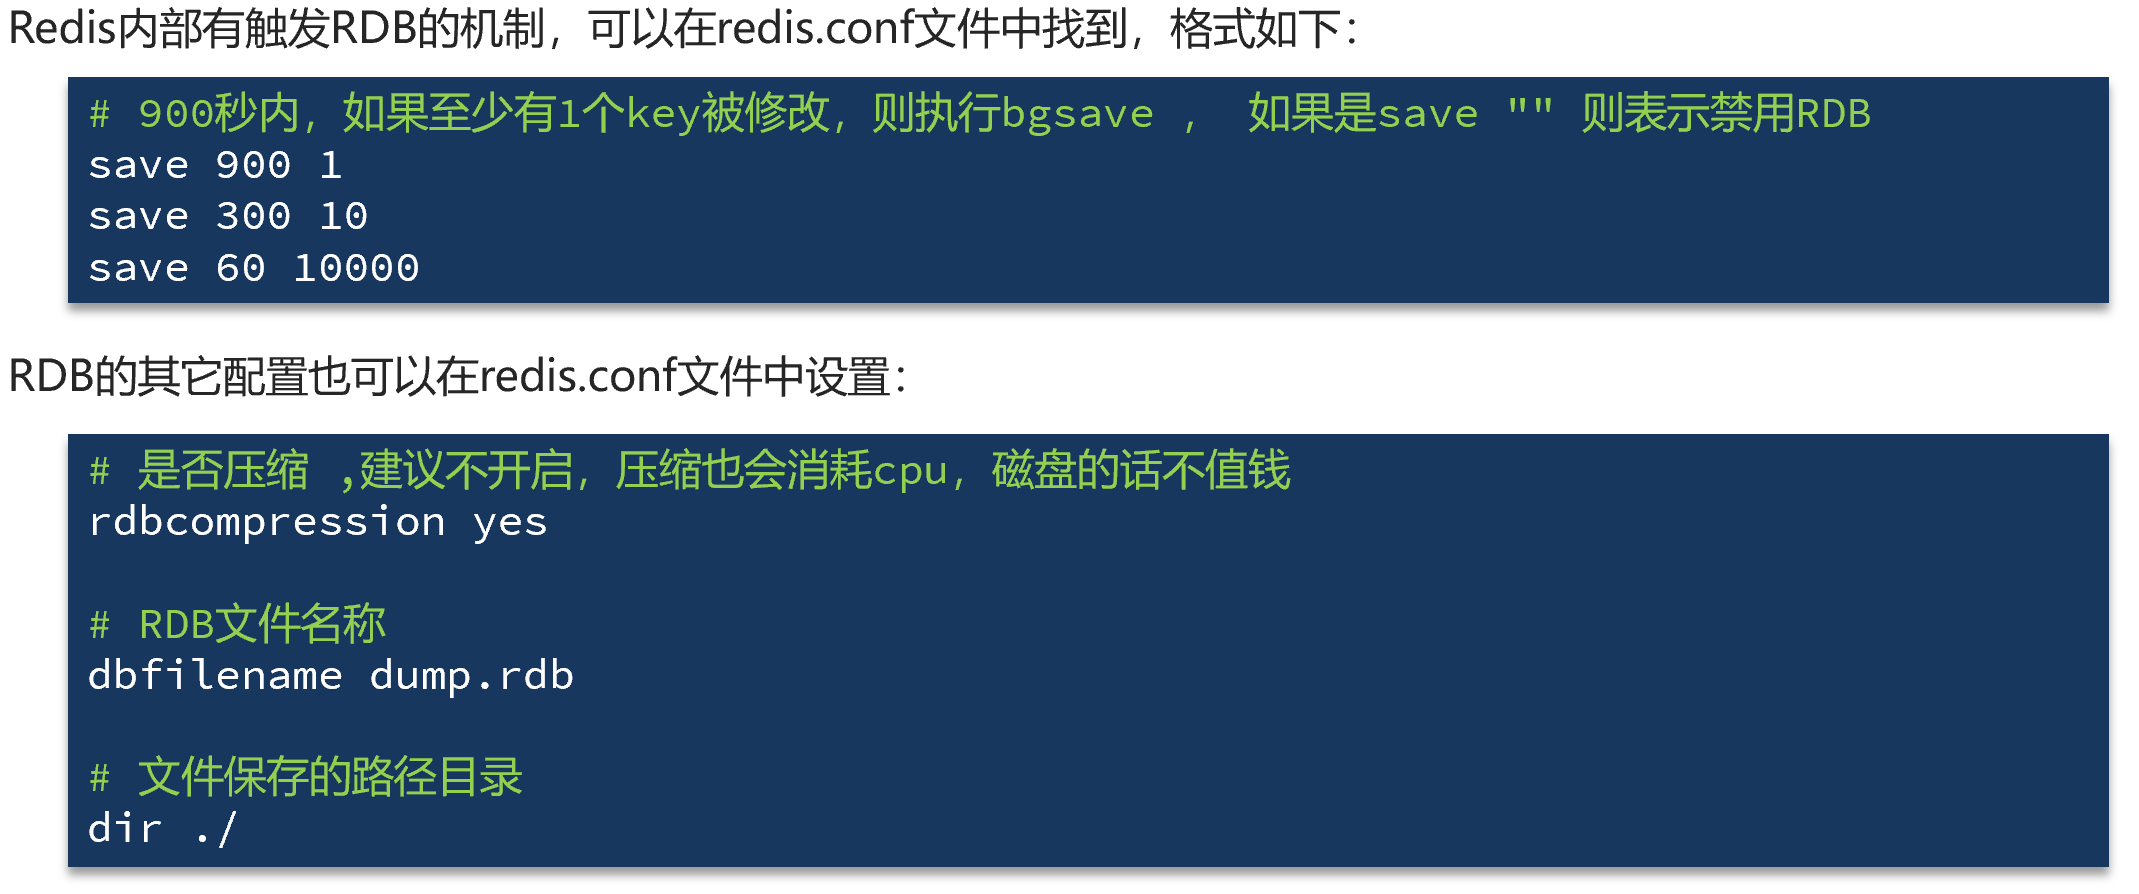 Redis内部有触发RDB的机制，可以在redis.conf文件中找到，格式如下：
# 900秒内，如果至少有1个key被修改，则执行bgsave ， 如果是save "" 则表示禁用RDB
save 900 1
save 300 10
save 60 10000
RDB的其它配置也可以在redis.conf文件中设置：
# 是否压缩 ,建议不开启，压缩也会消耗cpu，磁盘的话不值钱
rdbcompression yes
# RDB文件名称
dbfilename dump.rdb
# 文件保存的路径目录
dir ./